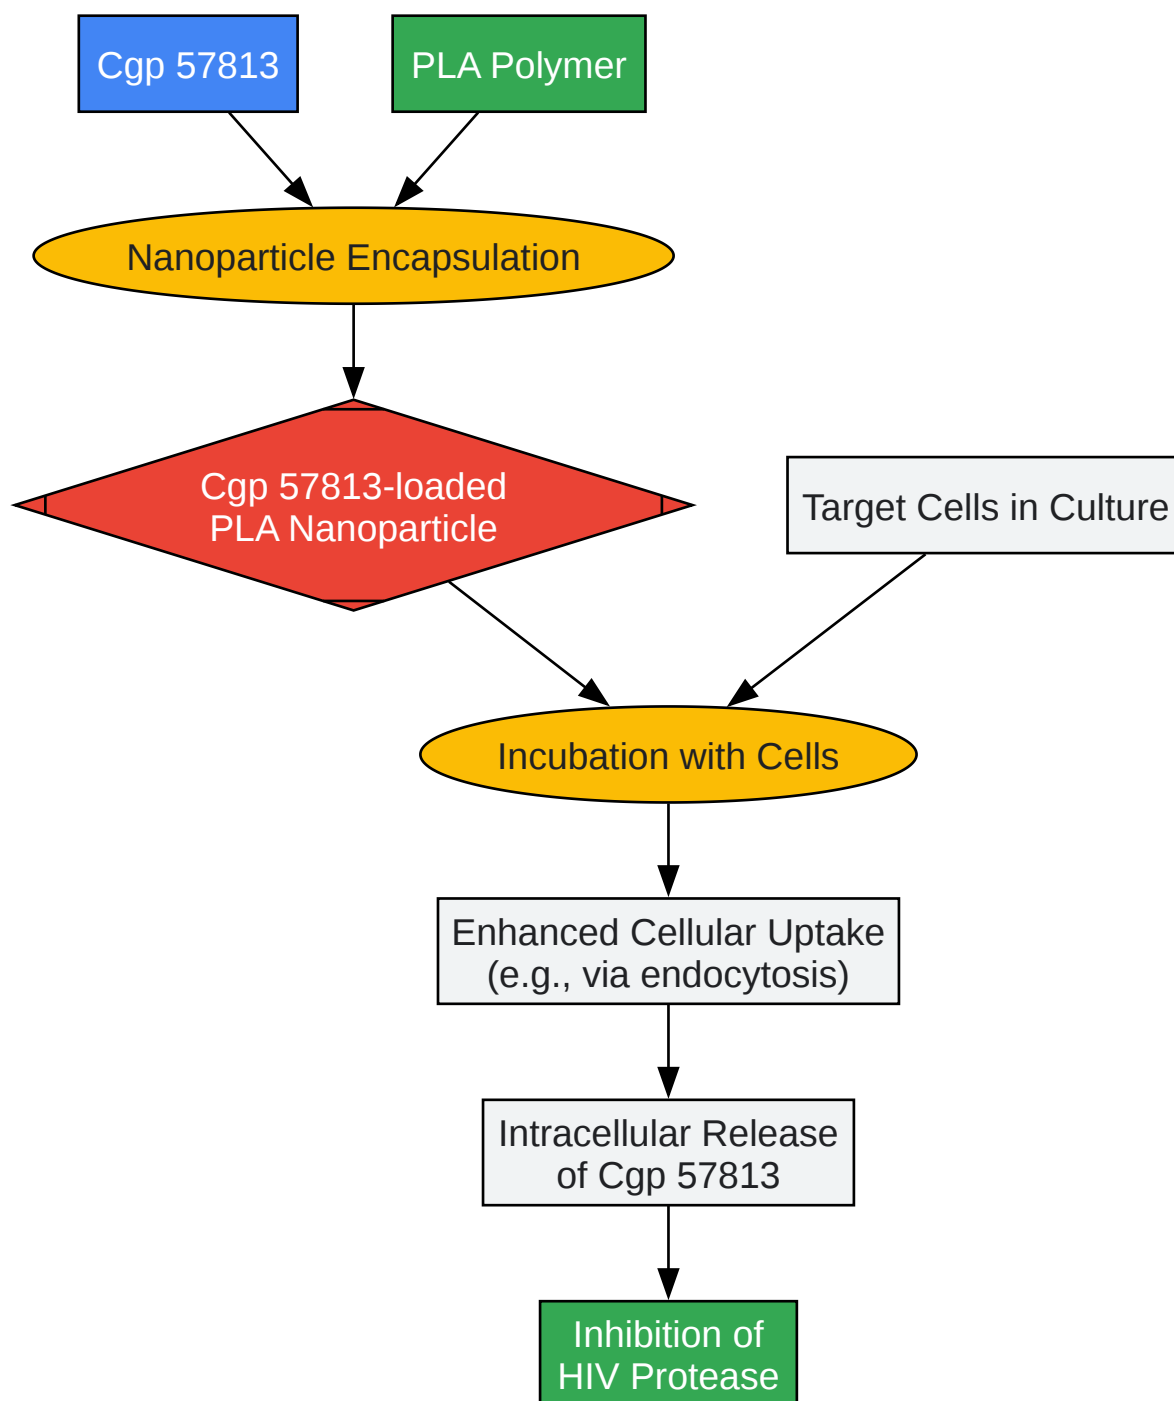 Cgp 57813
PLA Polymer
Nanoparticle Encapsulation
Cgp 57813-loaded
PLA Nanoparticle
Target Cells in Culture
Incubation with Cells
Enhanced Cellular Uptake
(e.g., via endocytosis)
Intracellular Release
of Cgp 57813
Inhibition of
HIV Protease